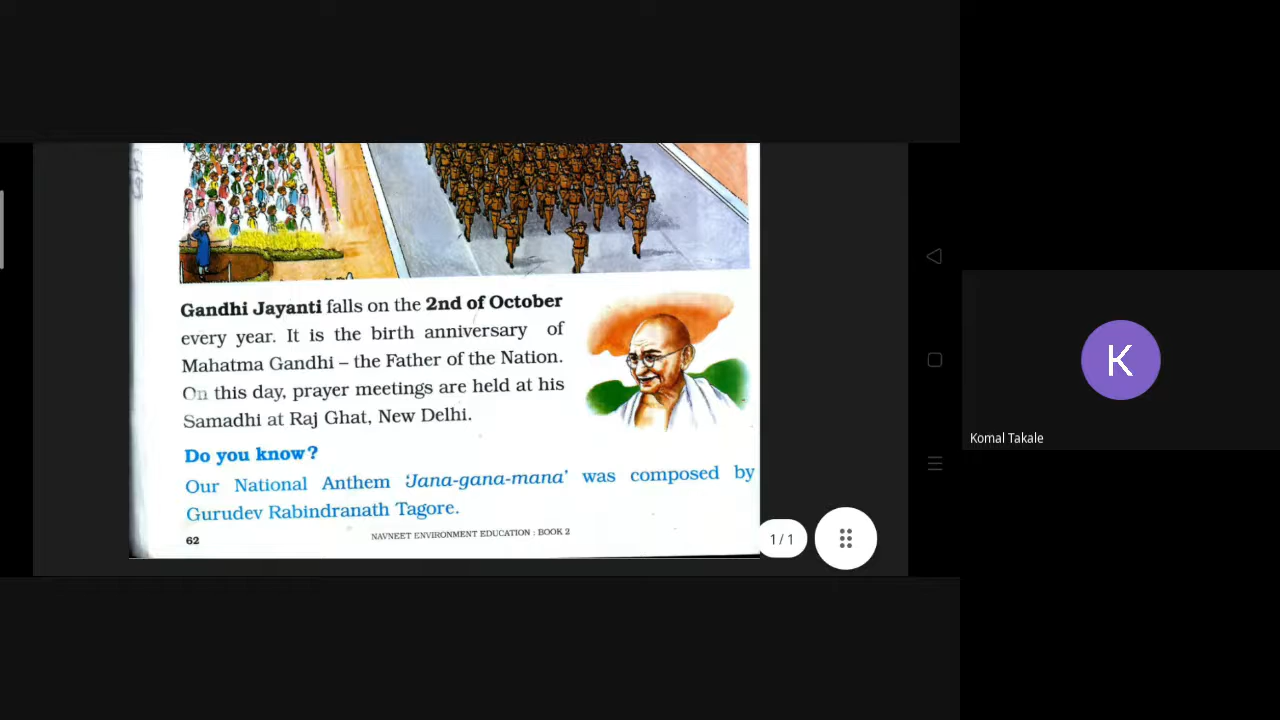 Gandhi Jayanti falls on the 2nd of October
every year. It is the birth anniversary of
Mahatma Gandhi – the Father of the Nation.
On this day, prayer meetings are held at his
Samadhi at Raj Ghat, New Delhi.
Do you know?
Our National Anthem ‘Jana-gana-mana’ was composed by
Gurudev Rabindranath Tagore.
62
NAVNEET ENVIRONMENT EDUCATION : BOOK 2
1 / 1
K
Komal Takale